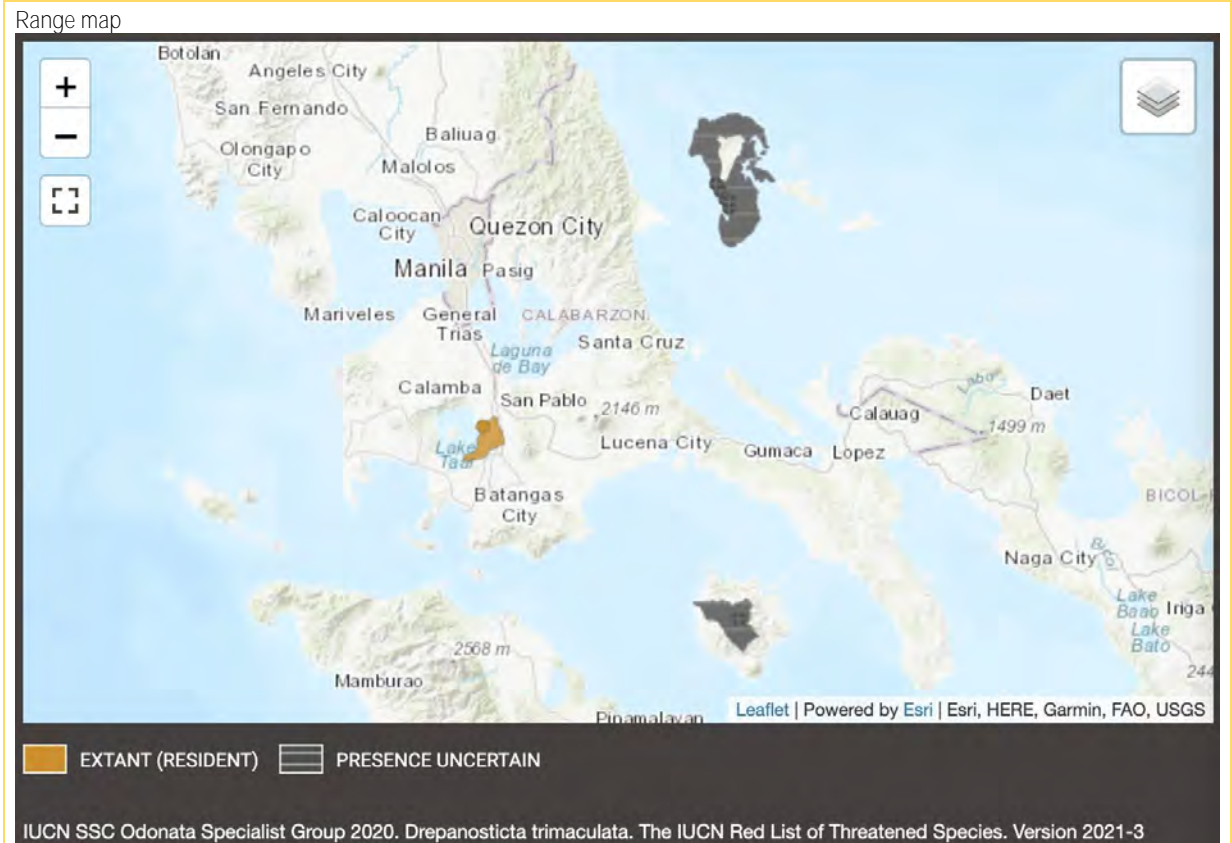 Range map
Botolan
Angeles City
San Fernando
Baliuag
Olongapo
City
Malolos
Caloocan
City
Quezon City
Manila
Pasig
Mariveles
General
Trias
CALABARZON
Santa Cruz
Laguna
de Bay
Calamba
San Pablo
2146 m
Labo
Daet
Calauag
1499 m
Lake
Taal
Lucena City
Gumaca
Lopez
Batangas
City
BICOL
Naga City
Bicol
Lake
Baao
Iriga
Lake
Bato
244
2568 m
Mamburao
Pinamalayan
Leaflet | Powered by Esri | Esri, HERE, Garmin, FAO, USGS
EXTANT (RESIDENT)
PRESENCE UNCERTAIN
IUCN SSC Odonata Specialist Group 2020. Drepanosticta trimaculata. The IUCN Red List of Threatened Species. Version 2021-3